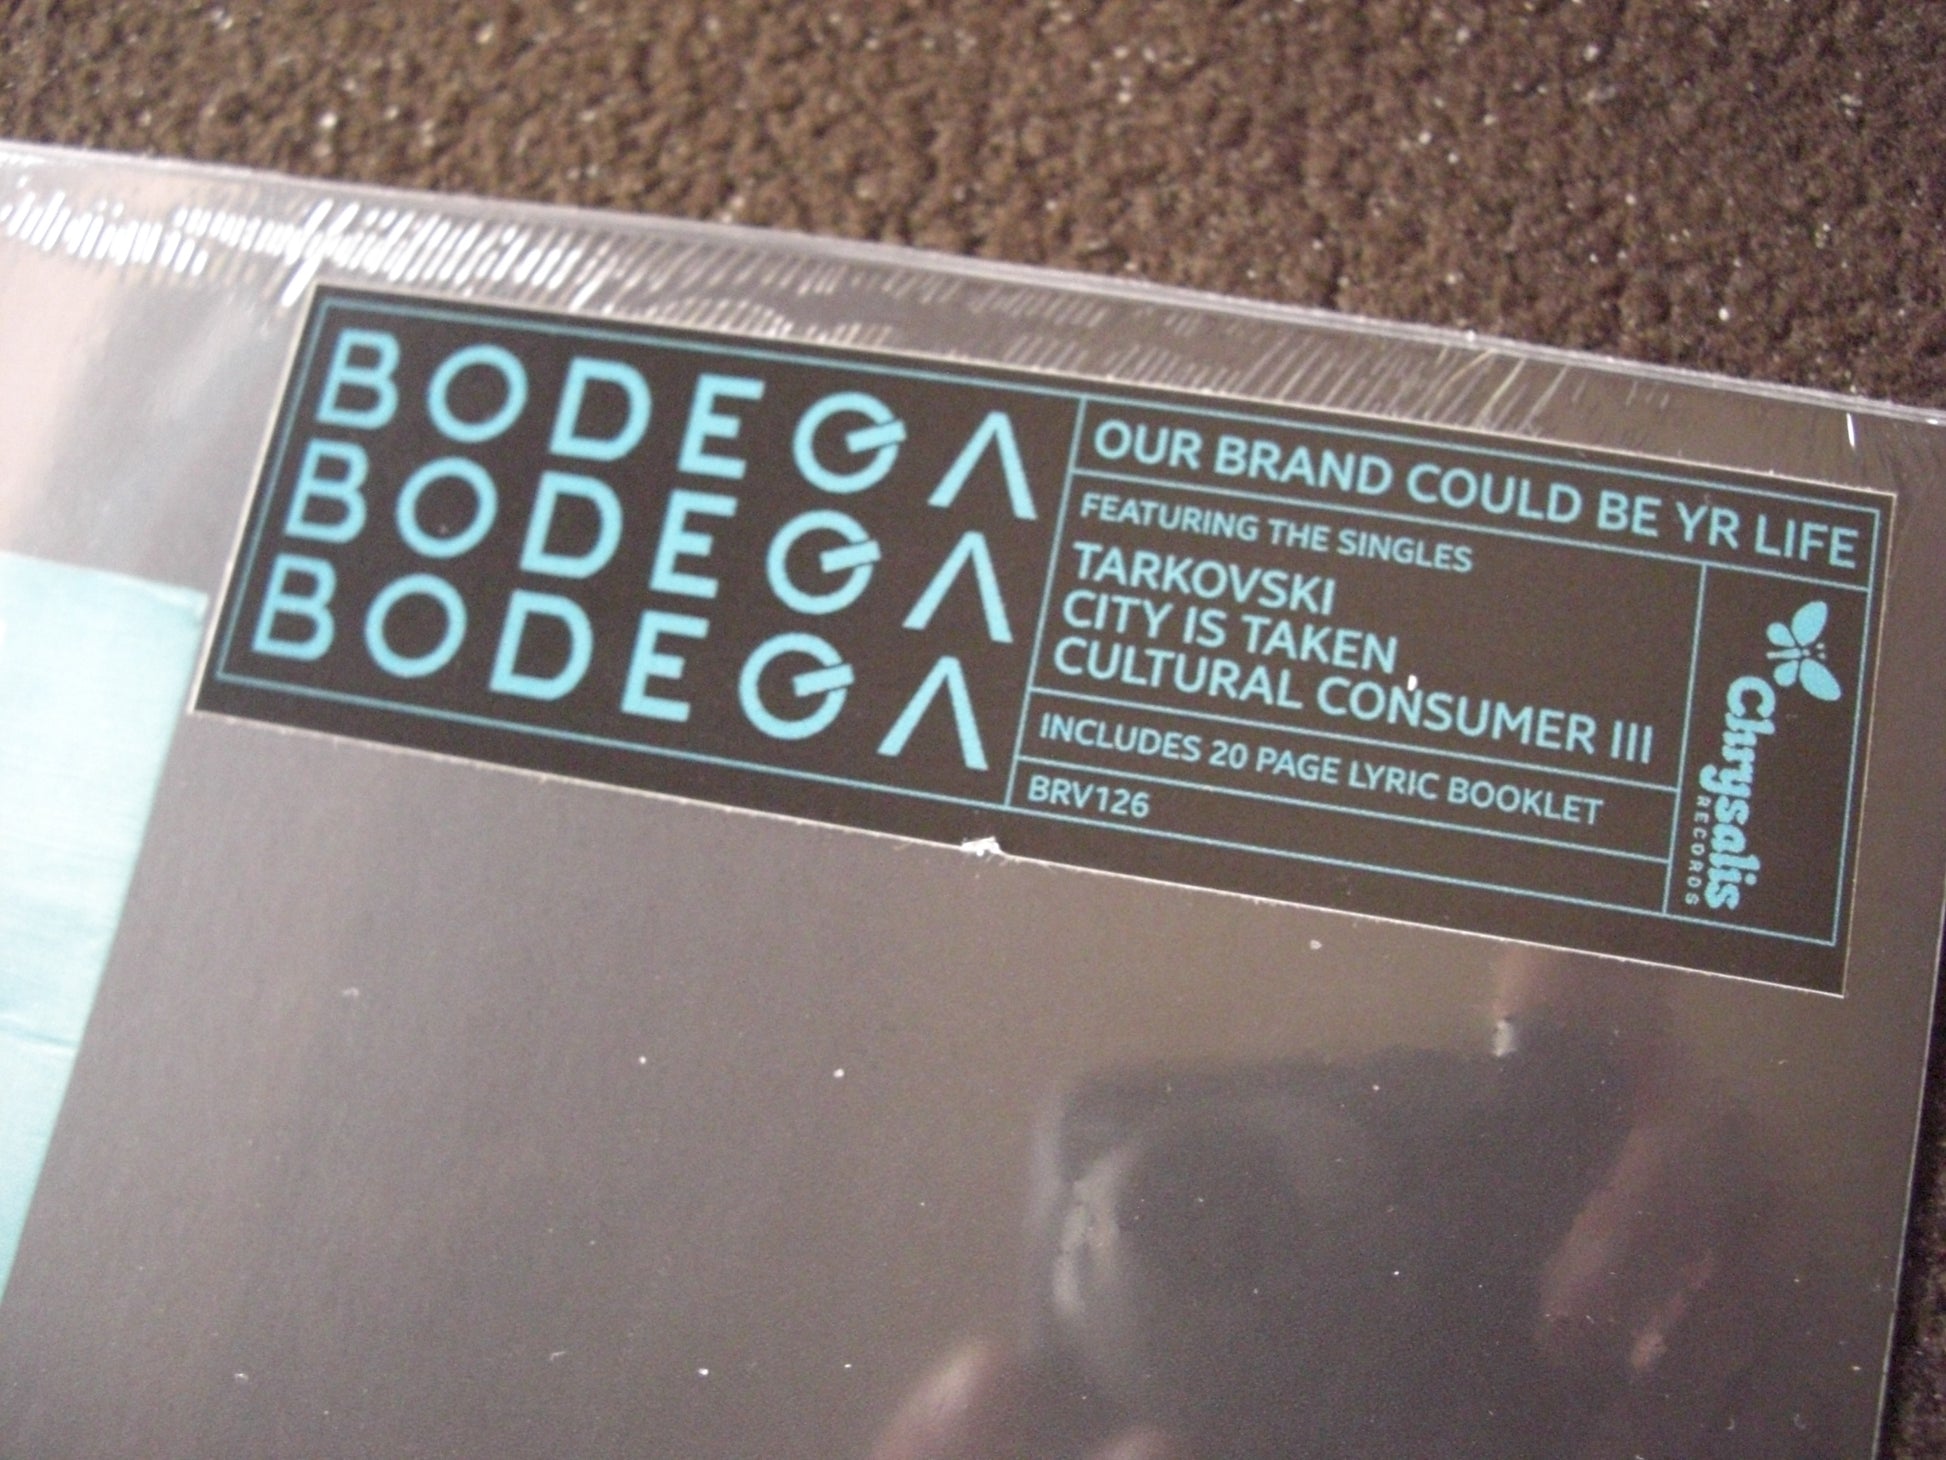 BODEGA
BODEGA
BODEGA
OUR BRAND COULD BE YR LIFE
FEATURING THE SINGLES
TARKOVSKI
CITY IS TAKEN
CULTURAL CONSUMER III
INCLUDES 20 PAGE LYRIC BOOKLET
BRV126
Chrysalis
RECORDS